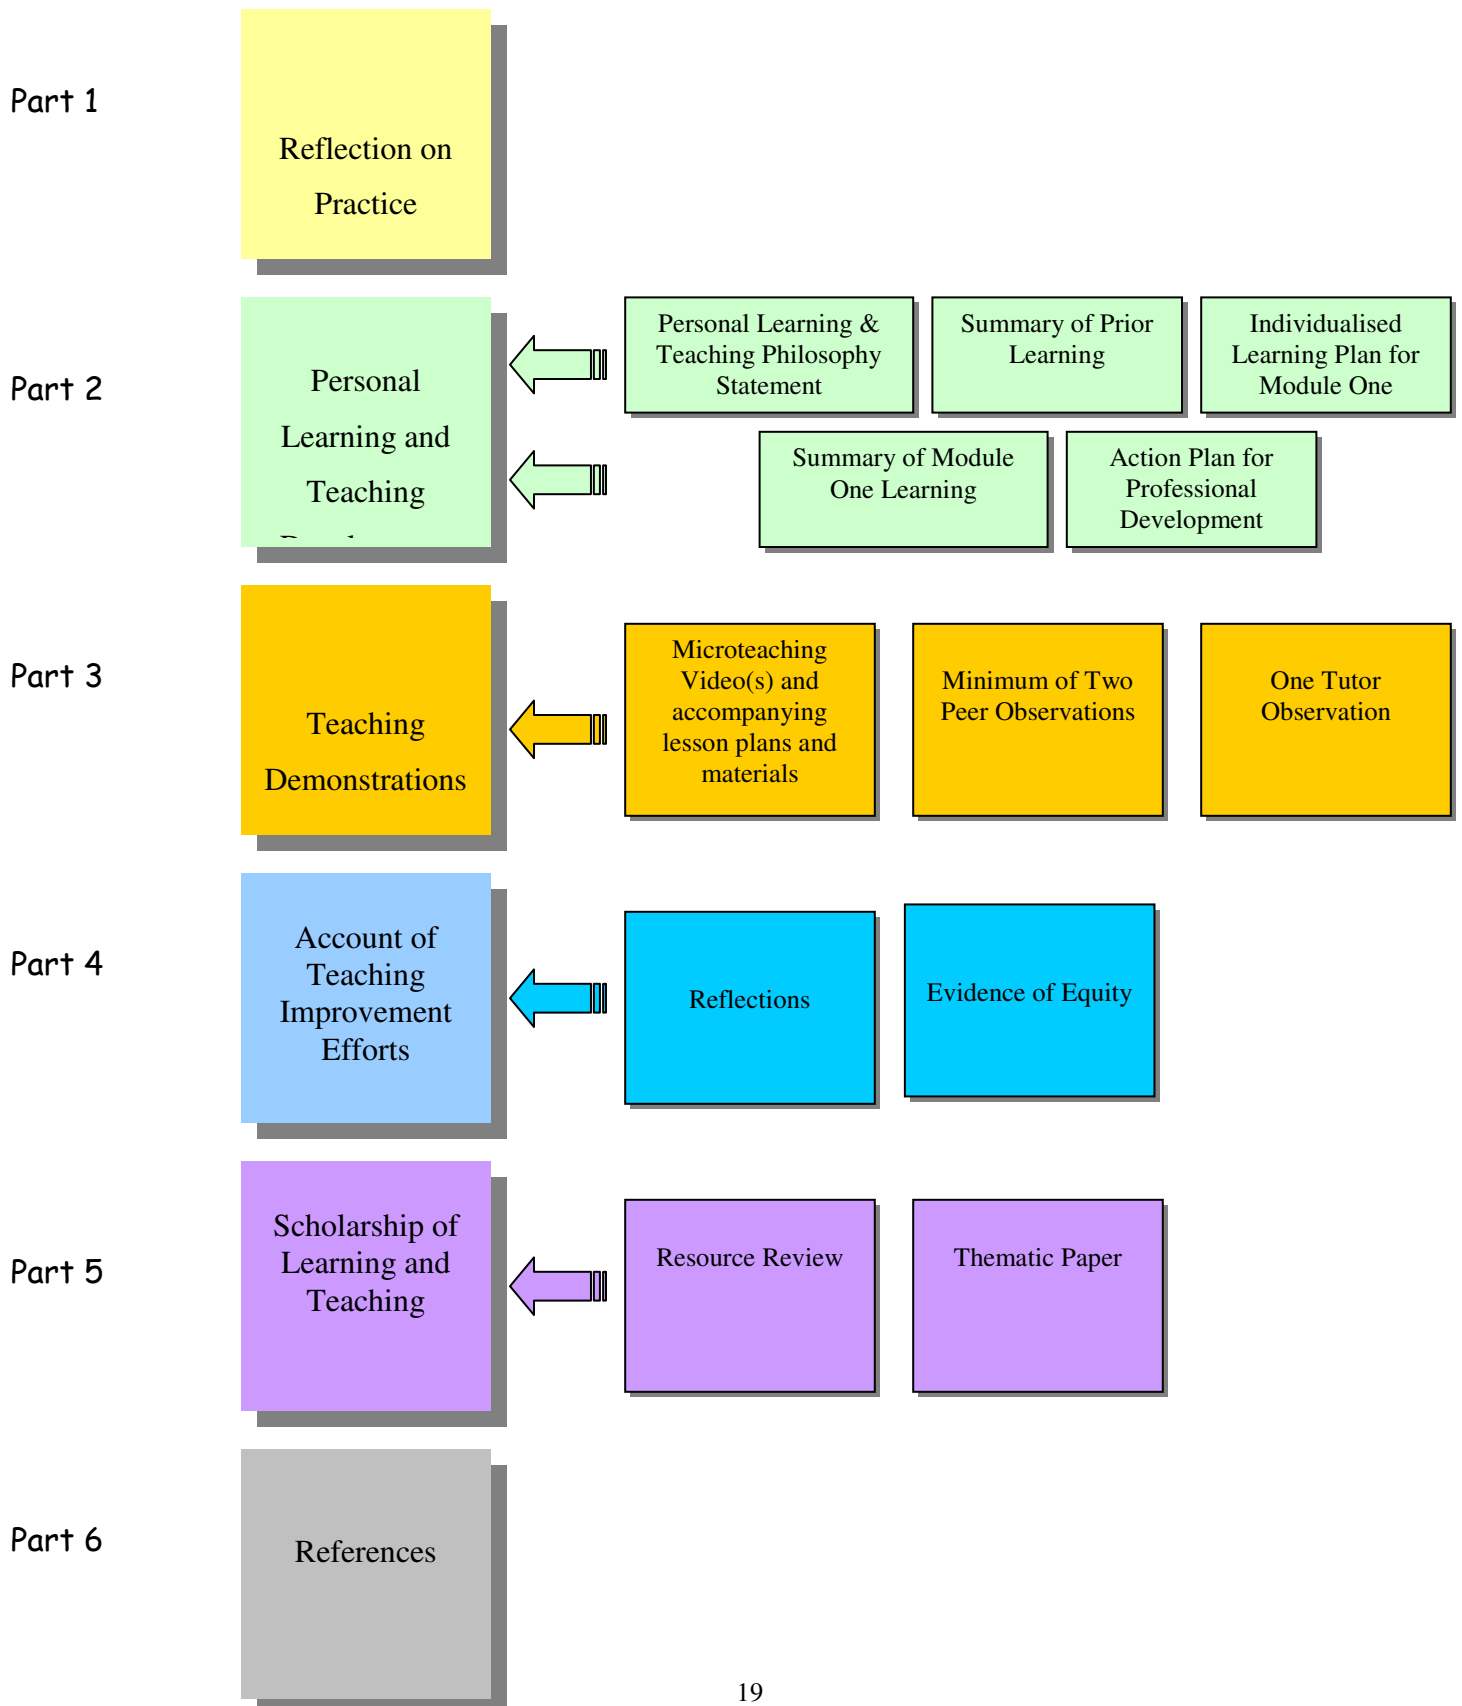 Part 1
Reflection on
Practice
Part 2
Personal
Learning and
Teaching
Personal Learning &
Teaching Philosophy
Statement
Summary of Prior
Learning
Individualised
Learning Plan for
Module One
Summary of Module
One Learning
Action Plan for
Professional
Development
Part 3
Teaching
Demonstrations
Microteaching
Video(s) and
accompanying
lesson plans and
materials
Minimum of Two
Peer Observations
One Tutor
Observation
Part 4
Account of
Teaching
Improvement
Efforts
Reflections
Evidence of Equity
Part 5
Scholarship of
Learning and
Teaching
Resource Review
Thematic Paper
Part 6
References
19